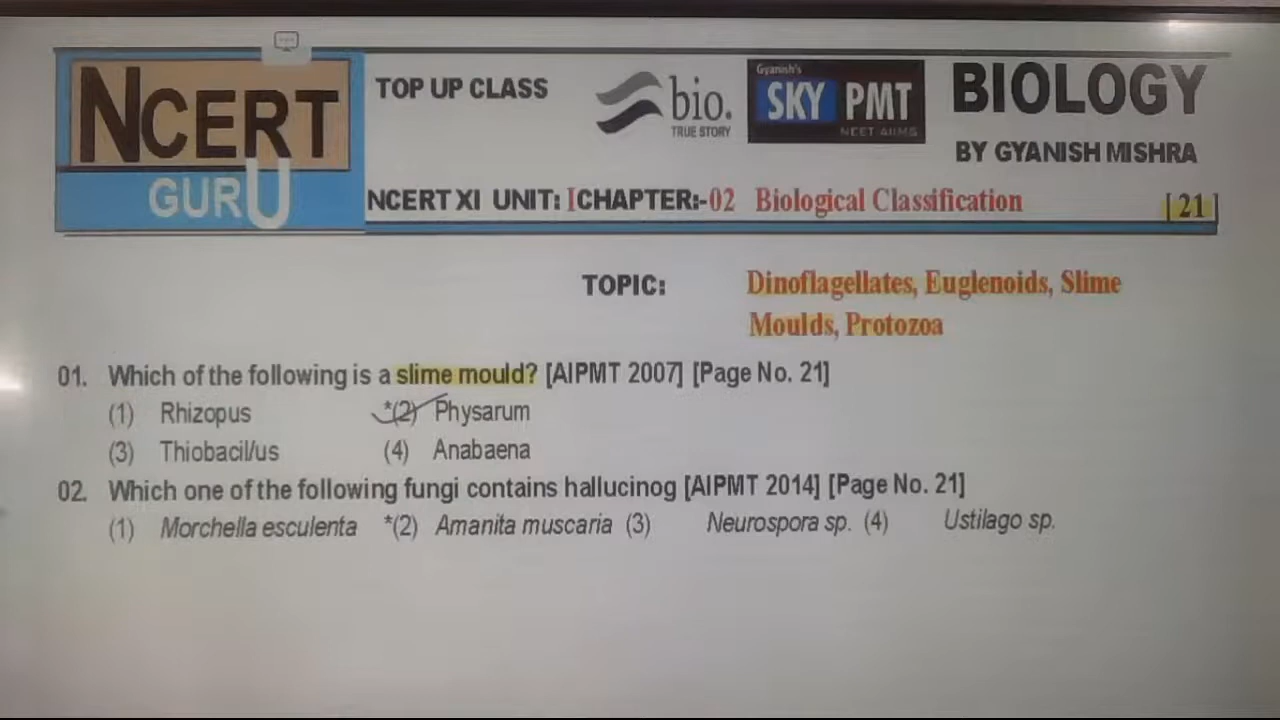 NCERT
GURU
TOP UP CLASS
bio.
TRUE STORY
Gyanish's
SKY PMT
NEET AIIMS
BIOLOGY
BY GYANISH MISHRA
NCERT XI UNIT: I CHAPTER:-02 Biological Classification [21]
TOPIC: Dinoflagellates, Euglenoids, Slime
Moulds, Protozoa
01. Which of the following is a slime mould? [AIPMT 2007] [Page No. 21]
(1) Rhizopus *(2) Physarum
(3) Thiobacil/us (4) Anabaena
02. Which one of the following fungi contains hallucinog [AIPMT 2014] [Page No. 21]
(1) Morchella esculenta *(2) Amanita muscaria (3) Neurospora sp. (4) Ustilago sp.